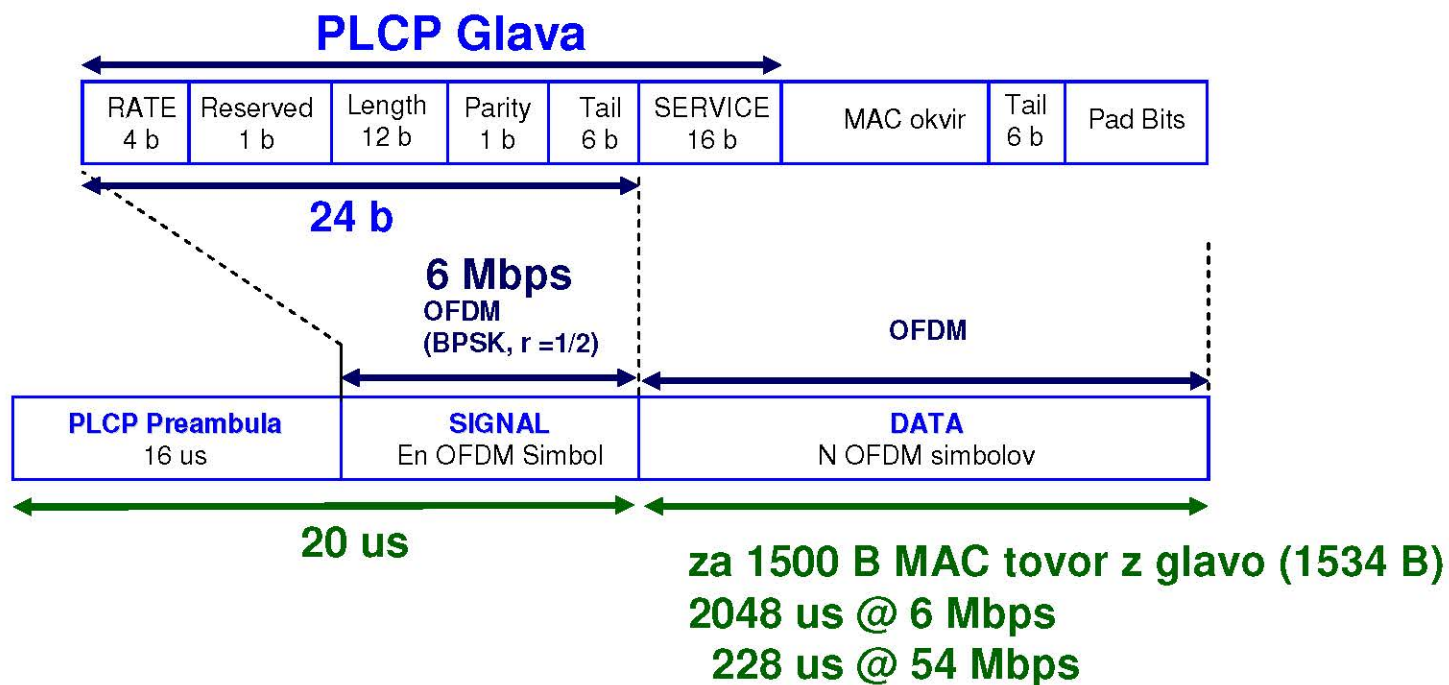 PLCP Glava
RATE Reserved Length Parity Tail SERVICE MAC okvir Tail Pad Bits
4 b 1 b 12 b 1 b 6 b 16 b 6 b
24 b
6 Mbps
OFDM
(BPSK, r =1/2)
OFDM
PLCP Preambula SIGNAL DATA
16 us En OFDM Simbol N OFDM simbolov
20 us
za 1500 B MAC tovor z glavo (1534 B)
2048 us @ 6 Mbps
228 us @ 54 Mbps